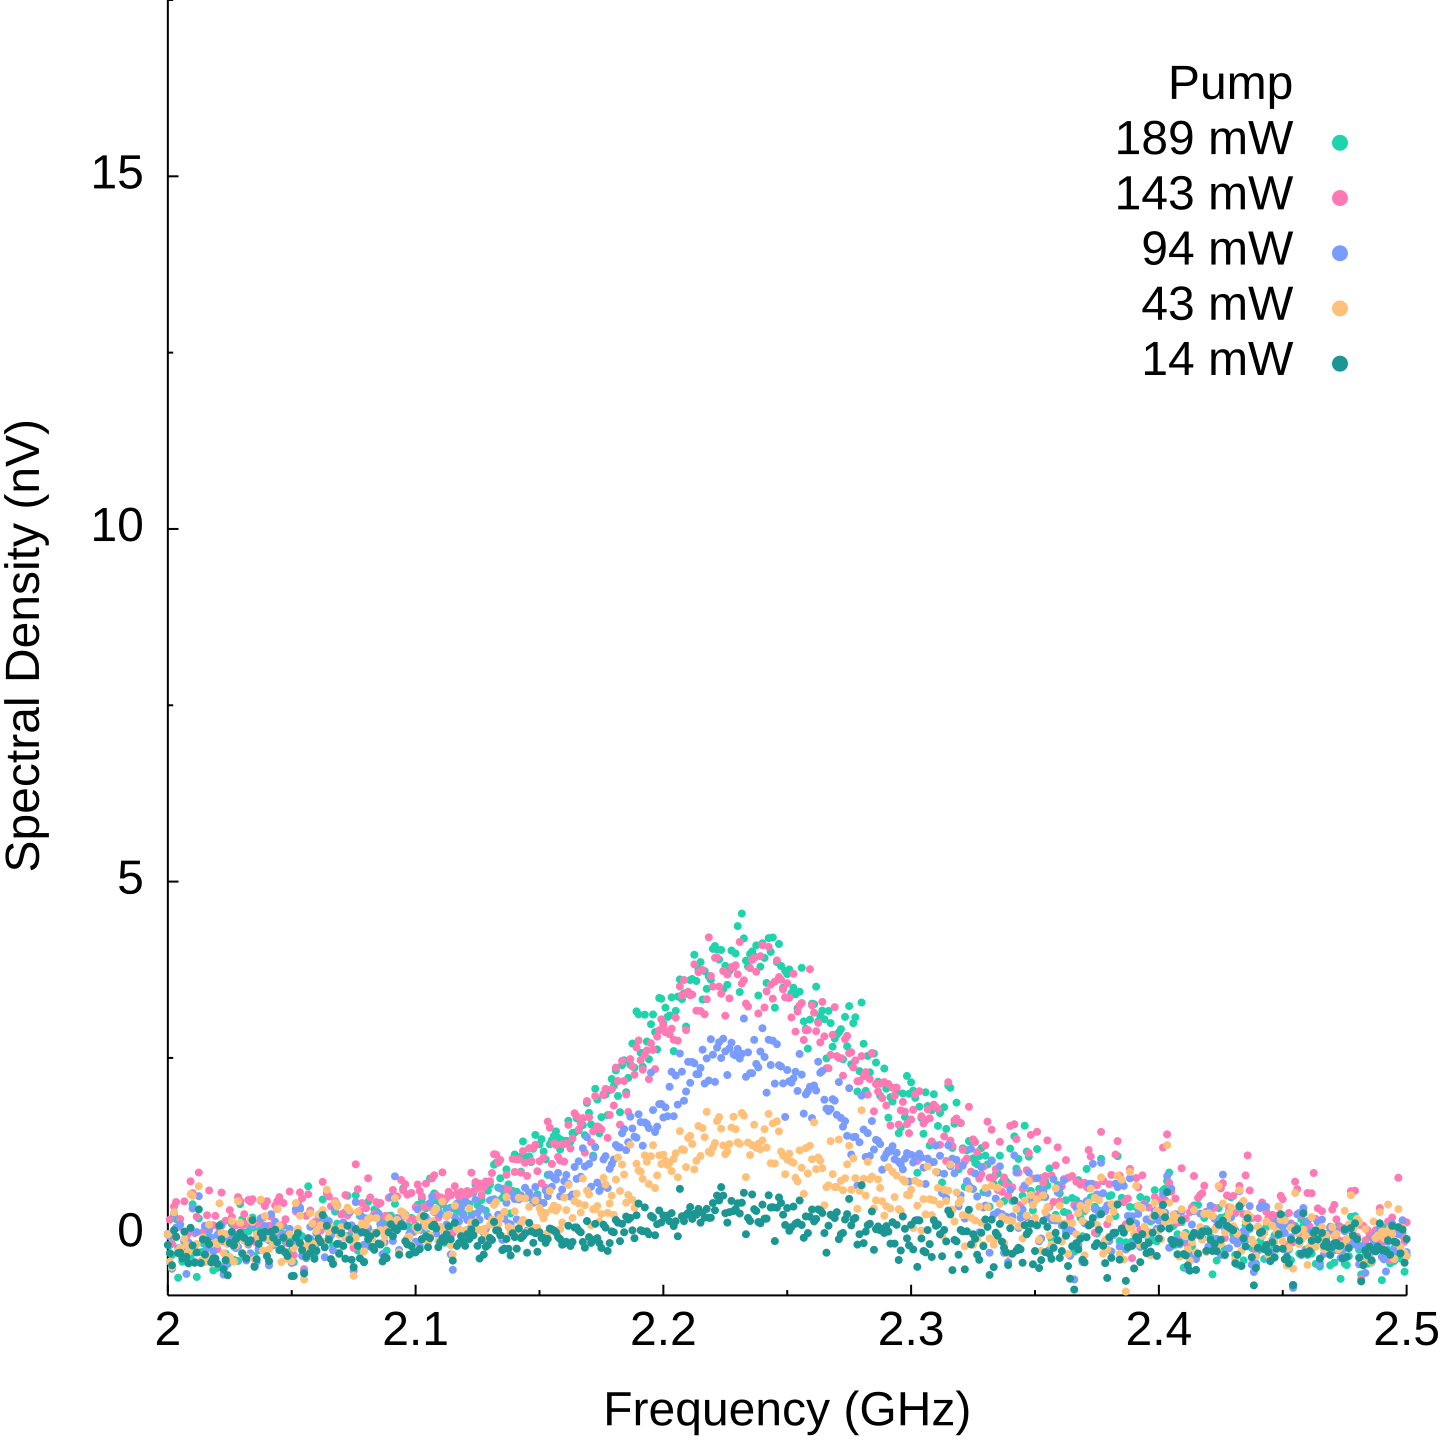 Pump
189 mW
143 mW
94 mW
43 mW
14 mW
15
10
5
0
Spectral Density (nV)
2 2.1 2.2 2.3 2.4 2.5
Frequency (GHz)